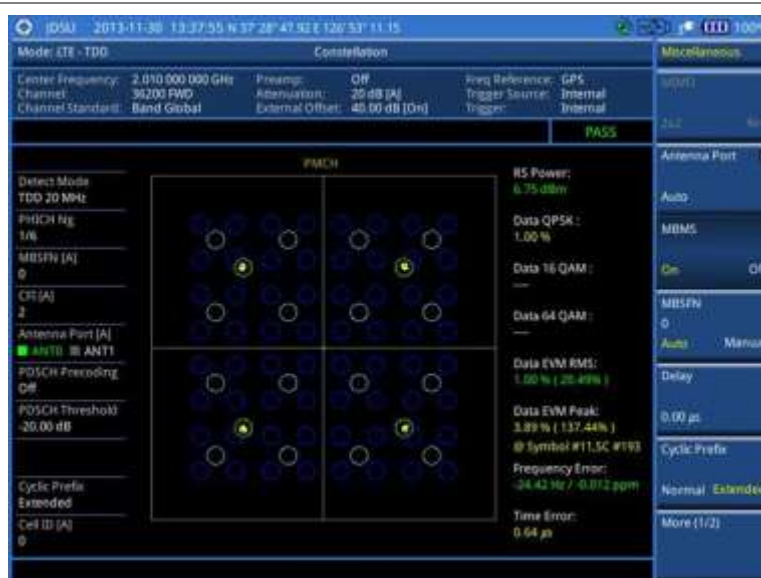 JDSU 2013-11-30 13:37:55 N 37° 28' 47.92 E 126° 53' 11.15 100%
Mode: LTE - TDD Constellation Miscellaneous
Center Frequency: 2.010 000 000 GHz Preamp: Off Freq Reference: GPS
Channel: 36200 FWD Attenuation: 20 dB [A] Trigger Source: Internal
Channel Standard: Band Global External Offset: 40.00 dB [On] Trigger: Internal
PASS
PMCH
Detect Mode
TDD 20 MHz
PHICH Ng
1/6
MBSFN [A]
0
CFI [A]
2
Antenna Port [A]
ANT0 ANT1
PDSCH Precoding
Off
PDSCH Threshold
-20.00 dB
Cyclic Prefix
Extended
Cell ID [A]
0
RS Power:
6.75 dBm
Data QPSK :
1.00 %
Data 16 QAM :
---
Data 64 QAM :
---
Data EVM RMS:
1.00 % ( 20.49% )
Data EVM Peak:
3.89 % ( 137.44% )
@ Symbol #11,SC #193
Frequency Error:
-24.42 Hz / -0.012 ppm
Time Error:
0.64 µs
MIMO
2x2
Antenna Port
Auto
MBMS
On
MBSFN
0
Auto Manua
Delay
0.00 µs
Cyclic Prefix
Normal Extended
More (1/2)